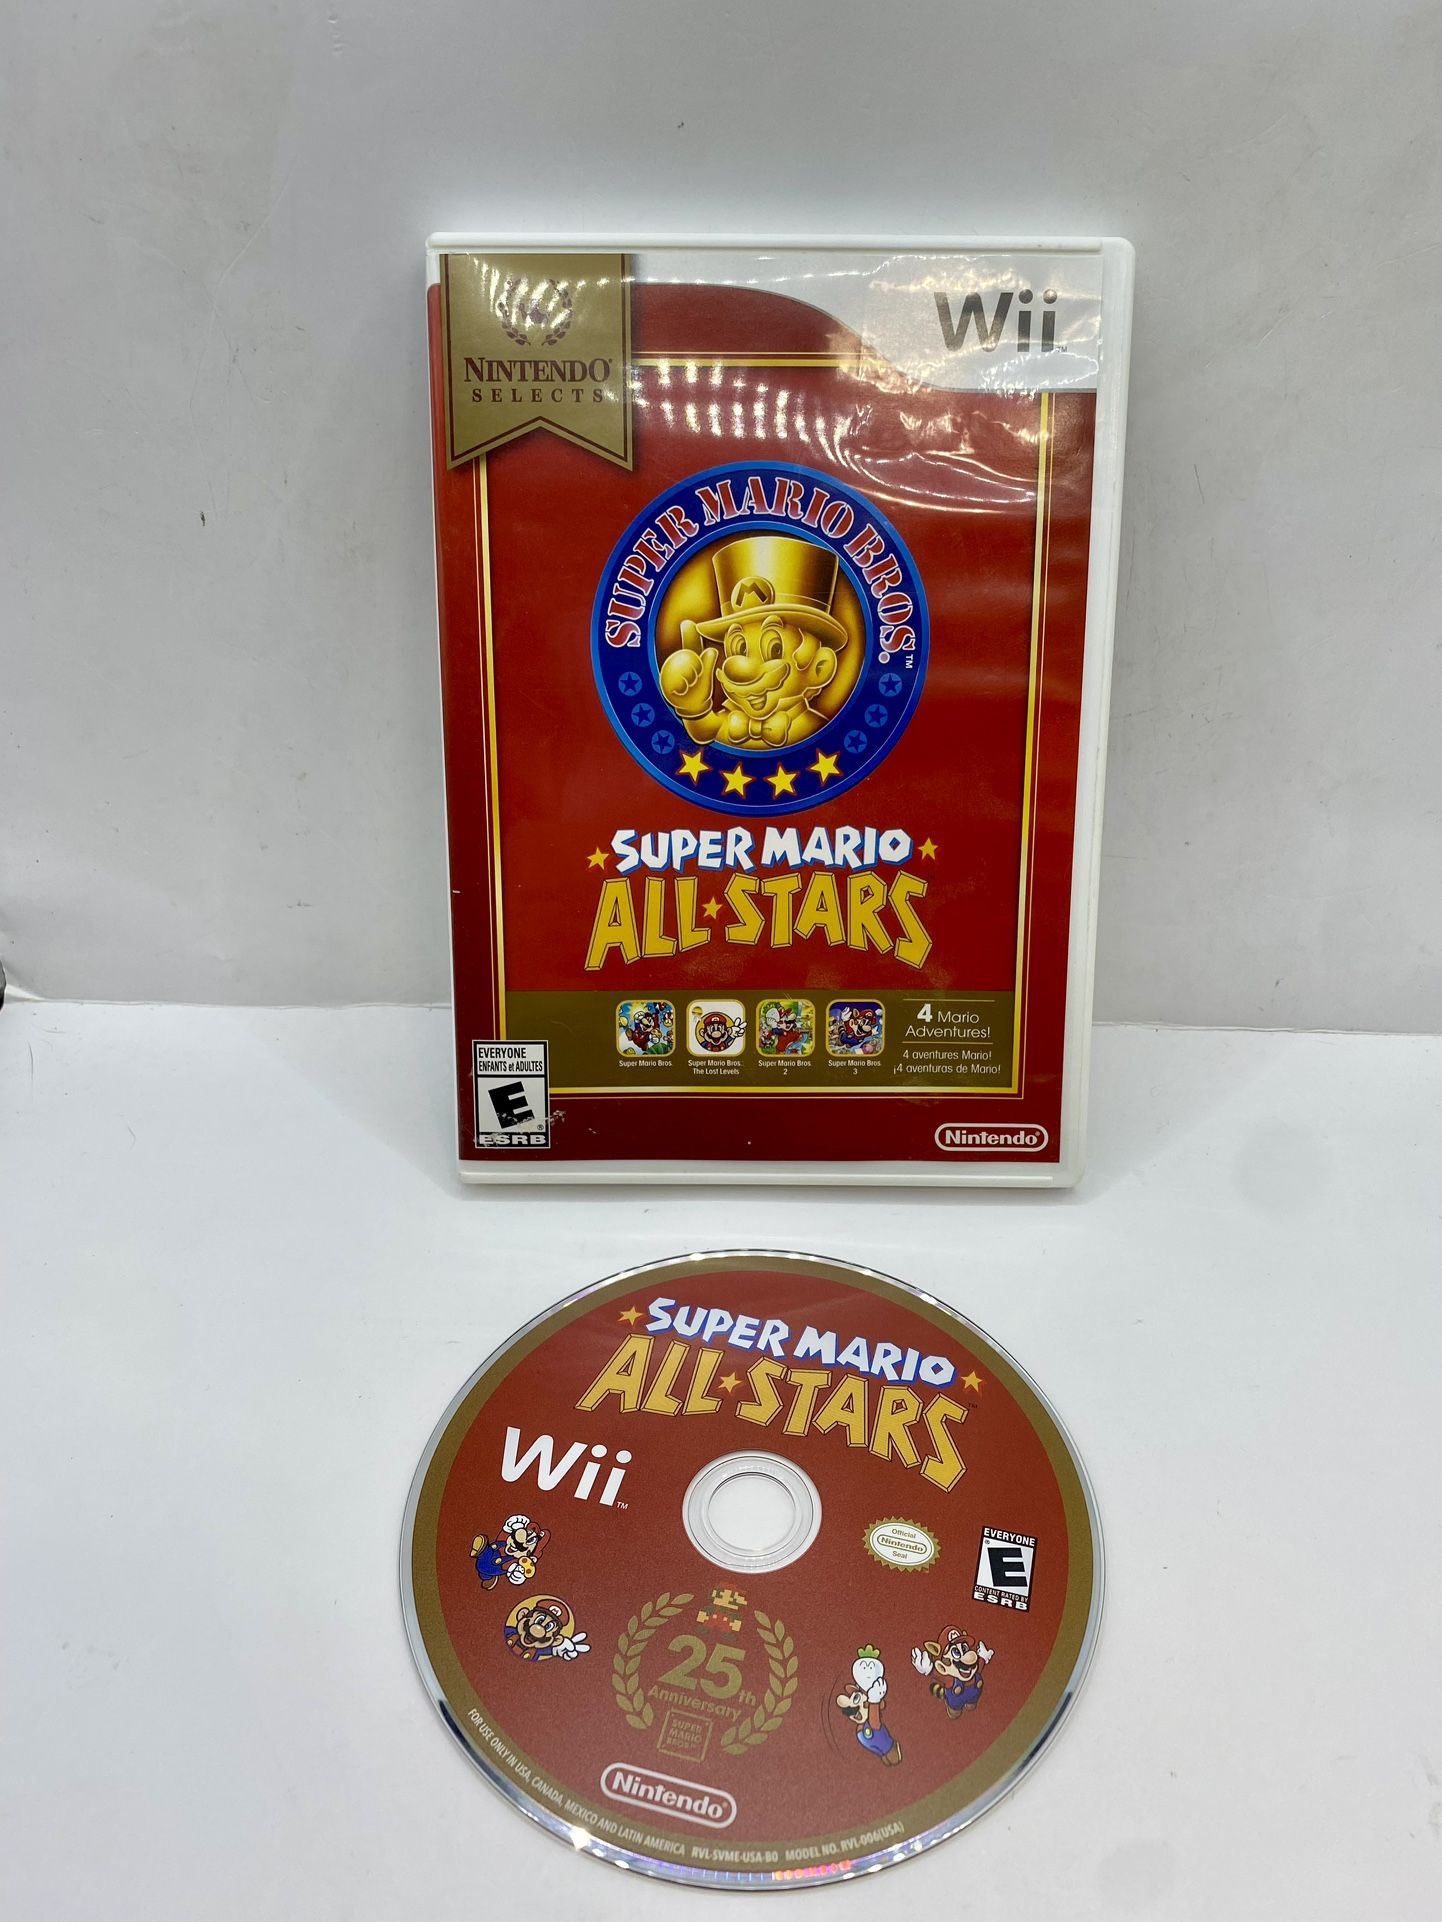 NINTENDO®
SELECTS
Wii™
SUPER MARIO BROS.™
M
SUPER MARIO
ALL★STARS
4 Mario
Adventures!
4 aventures Mario!
¡4 aventuras de Mario!
Super Mario Bros.
Super Mario Bros.:
The Lost Levels
Super Mario Bros.
2
Super Mario Bros.
3
EVERYONE
ENFANTS et ADULTES
E
ESRB
Nintendo®
SUPER MARIO
ALL★STARS™
Wii™
Official
Nintendo
Seal
EVERYONE
E
CONTENT RATED BY
ESRB
25th
Anniversary
SUPER
MARIO
BROS.™
Nintendo®
FOR USE ONLY IN USA, CANADA, MEXICO AND LATIN AMERICA RVL-SVME-USA-B0 MODEL NO. RVL-006(USA)